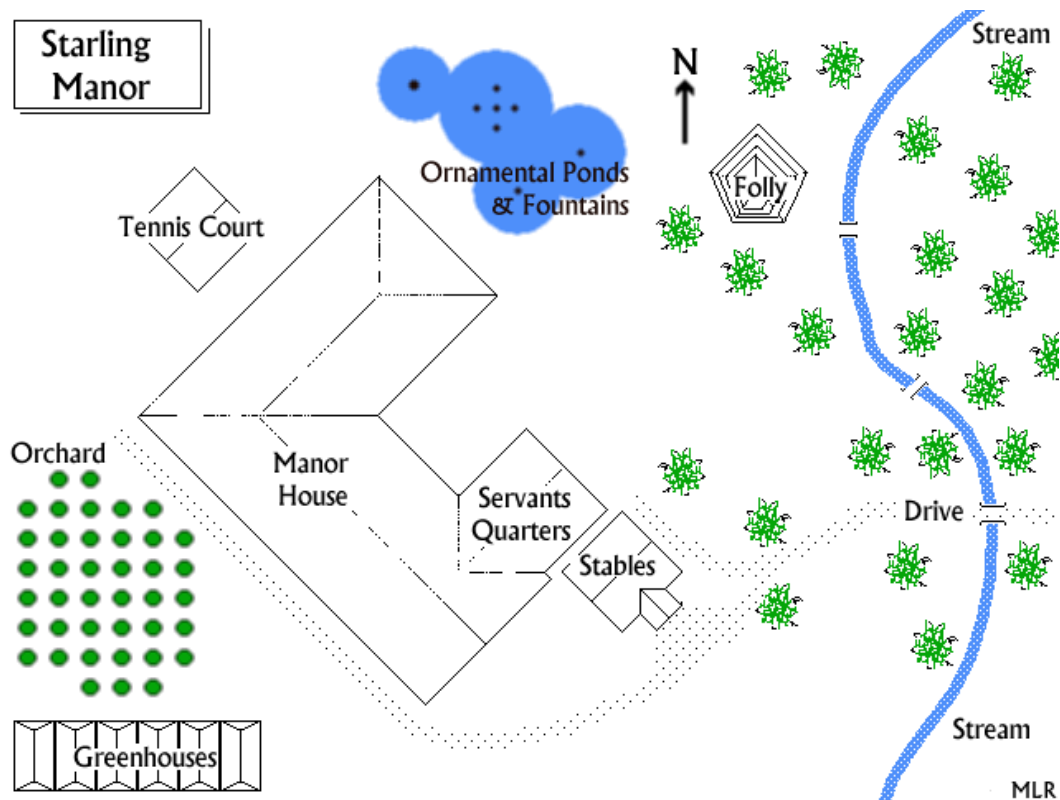 Starling
Manor
Stream
N
Ornamental Ponds
& Fountains
Folly
Tennis Court
Orchard
Manor
House
Servants
Quarters
Stables
Drive
Greenhouses
Stream
MLR